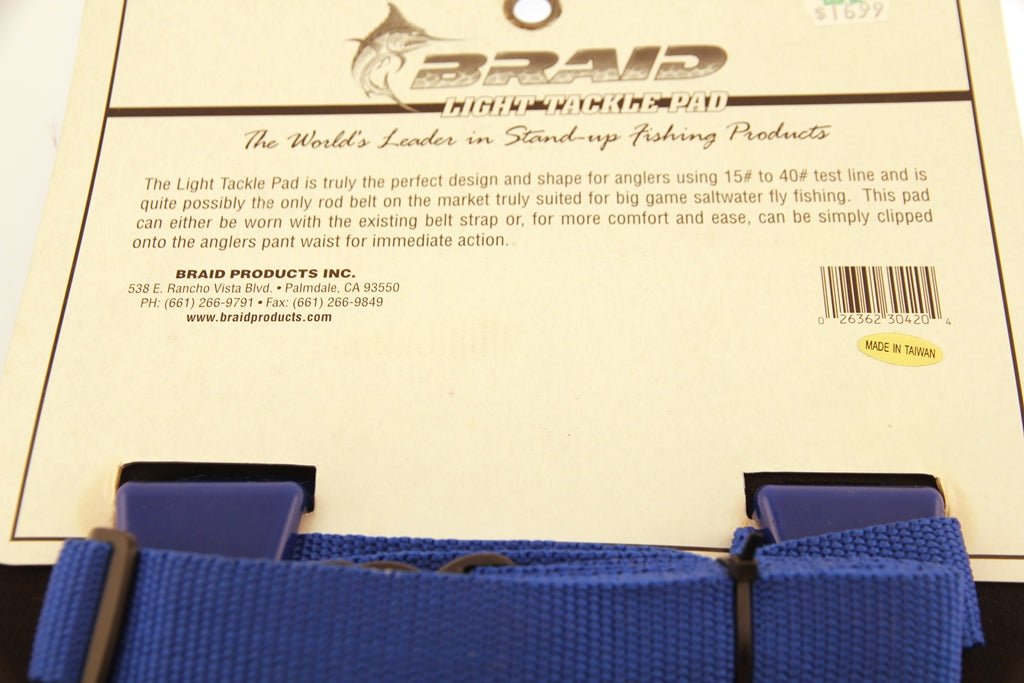 $16.99
BRAID
LIGHT TACKLE PAD
The World's Leader in Stand-up Fishing Products
The Light Tackle Pad is truly the perfect design and shape for anglers using 15# to 40# test line and is
quite possibly the only rod belt on the market truly suited for big game saltwater fly fishing. This pad
can either be worn with the existing belt strap or, for more comfort and ease, can be simply clipped
onto the anglers pant waist for immediate action.
BRAID PRODUCTS INC.
538 E. Rancho Vista Blvd. • Palmdale, CA 93550
PH: (661) 266-9791 • Fax: (661) 266-9849
www.braidproducts.com
0 26362 30420 4
MADE IN TAIWAN